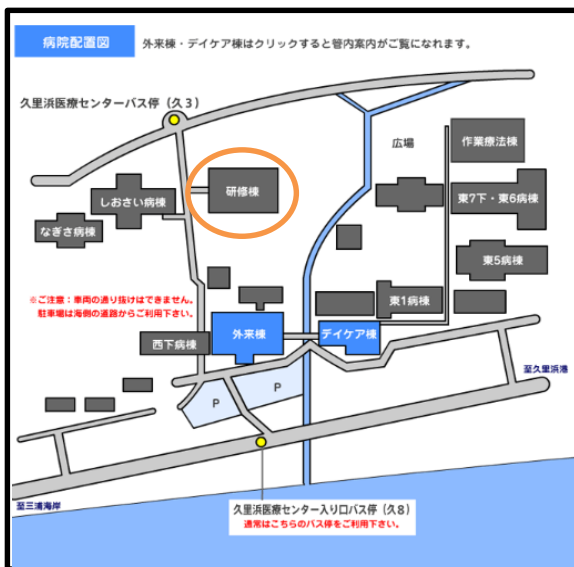 病院配置図
外来棟・デイケア棟はクリックすると管内案内がご覧になれます。
久里浜医療センターバス停（久3）
広場
作業療法棟
研修棟
しおさい病棟
東7下・東6病棟
なぎさ病棟
東5病棟
※ご注意：車両の通り抜けはできません。
駐車場は海側の道路からご利用下さい。
東1病棟
外来棟
デイケア棟
西下病棟
至久里浜港
P
P
至三浦海岸
久里浜医療センター入り口バス停（久8）
通常はこちらのバス停をご利用下さい。